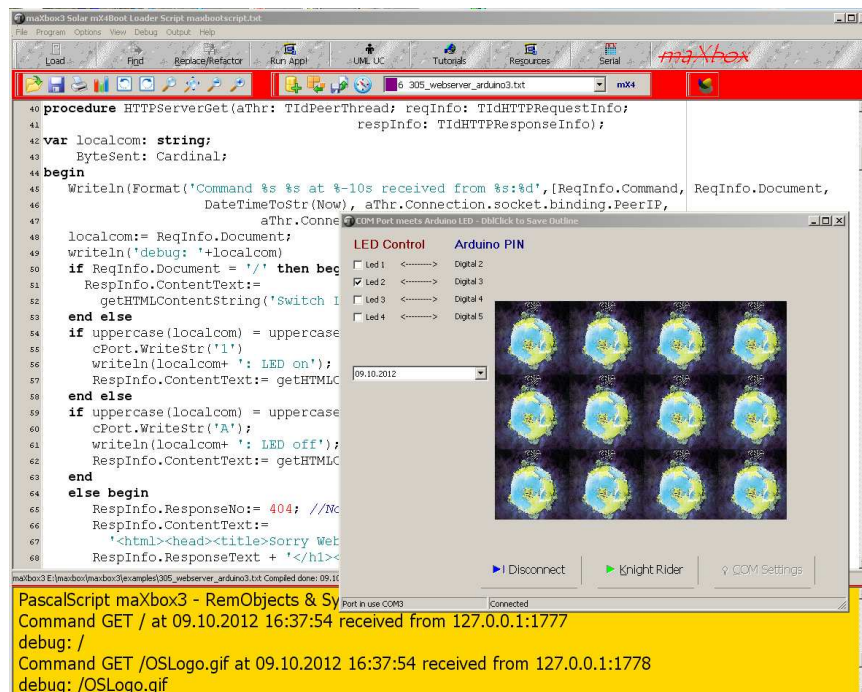 maXbox3 Solar mX4Boot Loader Script maxbootscript.txt
File Program Options View Debug Output Help
Load Find Replace/Refactor Run App! UML UC Tutorials Resources Serial maXbox
6 305_webserver_arduino3.txt mX4
40 procedure HTTPServerGet(aThr: TIdPeerThread; reqInfo: TIdHTTPRequestInfo;
41 respInfo: TIdHTTPResponseInfo);
42 var localcom: string;
43 ByteSent: Cardinal;
44 begin
45 Writeln(Format('Command %s %s at %-10s received from %s:%d',[ReqInfo.Command, ReqInfo.Document,
46 DateTimeToStr(Now), aThr.Connection.socket.binding.PeerIP,
47 aThr.Conne
48 localcom:= ReqInfo.Document;
49 writeln('debug: '+localcom)
50 if ReqInfo.Document = '/' then beg
51 RespInfo.ContentText:=
52 getHTMLContentString('Switch L
53 end else
54 if uppercase(localcom) = uppercase
55 cPort.WriteStr('1')
56 writeln(localcom+ ': LED on');
57 RespInfo.ContentText:= getHTMLC
58 end else
59 if uppercase(localcom) = uppercase
60 cPort.WriteStr('A');
61 writeln(localcom+ ': LED off');
62 RespInfo.ContentText:= getHTMLC
63 end
64 else begin
65 RespInfo.ResponseNo:= 404; //No
66 RespInfo.ContentText:=
67 '<html><head><title>Sorry Web
68 RespInfo.ResponseText + '</h1><
COM Port meets Arduino LED - DblClick to Save Outline
LED Control Arduino PIN
Led 1 <---------> Digital 2
Led 2 <---------> Digital 3
Led 3 <---------> Digital 4
Led 4 <---------> Digital 5
09.10.2012
Disconnect Knight Rider COM Settings
Port in use COM3 Connected
maXbox3 E:\maxbox\maxbox3\examples\305_webserver_arduino3.txt Compiled done: 09.10
PascalScript maXbox3 - RemObjects & Sy
Command GET / at 09.10.2012 16:37:54 received from 127.0.0.1:1777
debug: /
Command GET /OSLogo.gif at 09.10.2012 16:37:54 received from 127.0.0.1:1778
debug: /OSLogo.gif